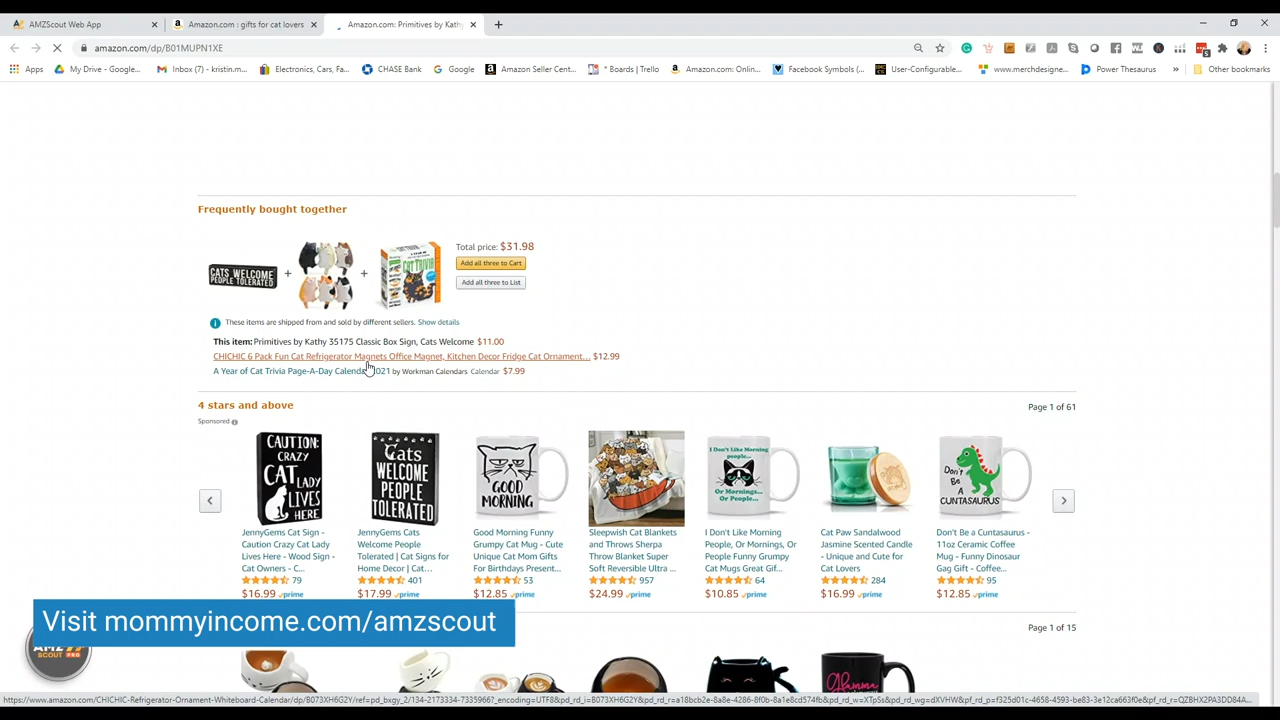 AMZScout Web App
Amazon.com : gifts for cat lovers
Amazon.com: Primitives by Kathy
amazon.com/dp/B01MUPN1XE
Apps
My Drive - Google...
Inbox (7) - kristin.m...
Electronics, Cars, Fa...
CHASE Bank
Google
Amazon Seller Cent...
* Boards | Trello
Amazon.com: Onlin...
Facebook Symbols (...
User-Configurable...
www.merchdesigne...
Power Thesaurus
»
Other bookmarks
Frequently bought together
CATS WELCOME
PEOPLE TOLERATED
CAT TRIVIA
Total price: $31.98
Add all three to Cart
Add all three to List
These items are shipped from and sold by different sellers. Show details
This item: Primitives by Kathy 35175 Classic Box Sign, Cats Welcome $11.00
CHICHIC 6 Pack Fun Cat Refrigerator Magnets Office Magnet, Kitchen Decor Fridge Cat Ornament... $12.99
A Year of Cat Trivia Page-A-Day Calendar 2021 by Workman Calendars Calendar $7.99
4 stars and above
Page 1 of 61
Sponsored
CAUTION:
CRAZY
CAT
LADY
LIVES
HERE
Cats
WELCOME
PEOPLE
TOLERATED
GOOD
MORNING
I Don't Like Morning
people...
Or Mornings...
Or People...
Don't
Be A
CUNTASAURUS
JennyGems Cat Sign -
Caution Crazy Cat Lady
Lives Here - Wood Sign -
Cat Owners - C...
79
$16.99 prime
JennyGems Cats
Welcome People
Tolerated | Cat Signs for
Home Decor | Cat...
401
$17.99 prime
Good Morning Funny
Grumpy Cat Mug - Cute
Unique Cat Mom Gifts
For Birthdays Present...
53
$12.85 prime
Sleepwish Cat Blankets
and Throws Sherpa
Throw Blanket Super
Soft Reversible Ultra ...
957
$24.99 prime
I Don't Like Morning
People, Or Mornings, Or
People Funny Grumpy
Cat Mugs Great Gif...
64
$10.85 prime
Cat Paw Sandalwood
Jasmine Scented Candle
- Unique and Cute for
Cat Lovers
284
$16.99 prime
Don't Be a Cuntasaurus -
11oz Ceramic Coffee
Mug - Funny Dinosaur
Gag Gift - Coffee...
95
$12.85 prime
Visit mommyincome.com/amzscout
Page 1 of 15
AMZ
SCOUT
PRO
Glamma